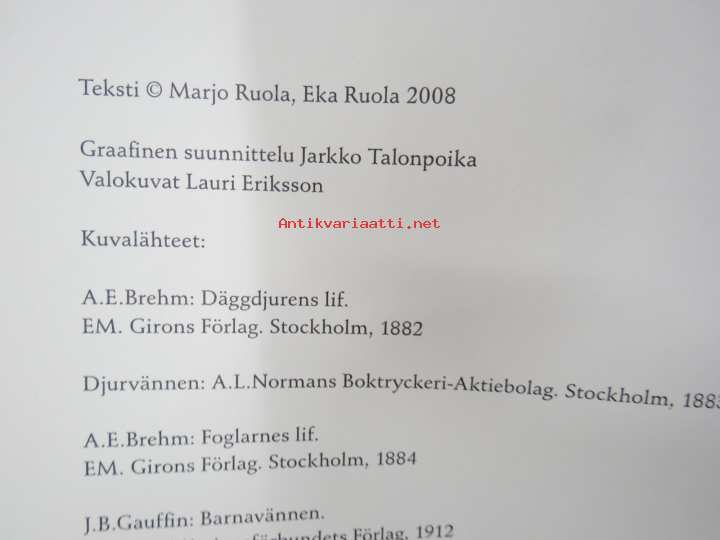 Teksti © Marjo Ruola, Eka Ruola 2008
Graafinen suunnittelu Jarkko Talonpoika
Valokuvat Lauri Eriksson
Antikvariaatti.net
Kuvalähteet:
A.E.Brehm: Däggdjurens lif.
EM. Girons Förlag. Stockholm, 1882
Djurvännen: A.L.Normans Boktryckeri-Aktiebolag. Stockholm, 1883
A.E.Brehm: Foglarnes lif.
EM. Girons Förlag. Stockholm, 1884
J.B.Gauffin: Barnavännen.
Förlag, 1912